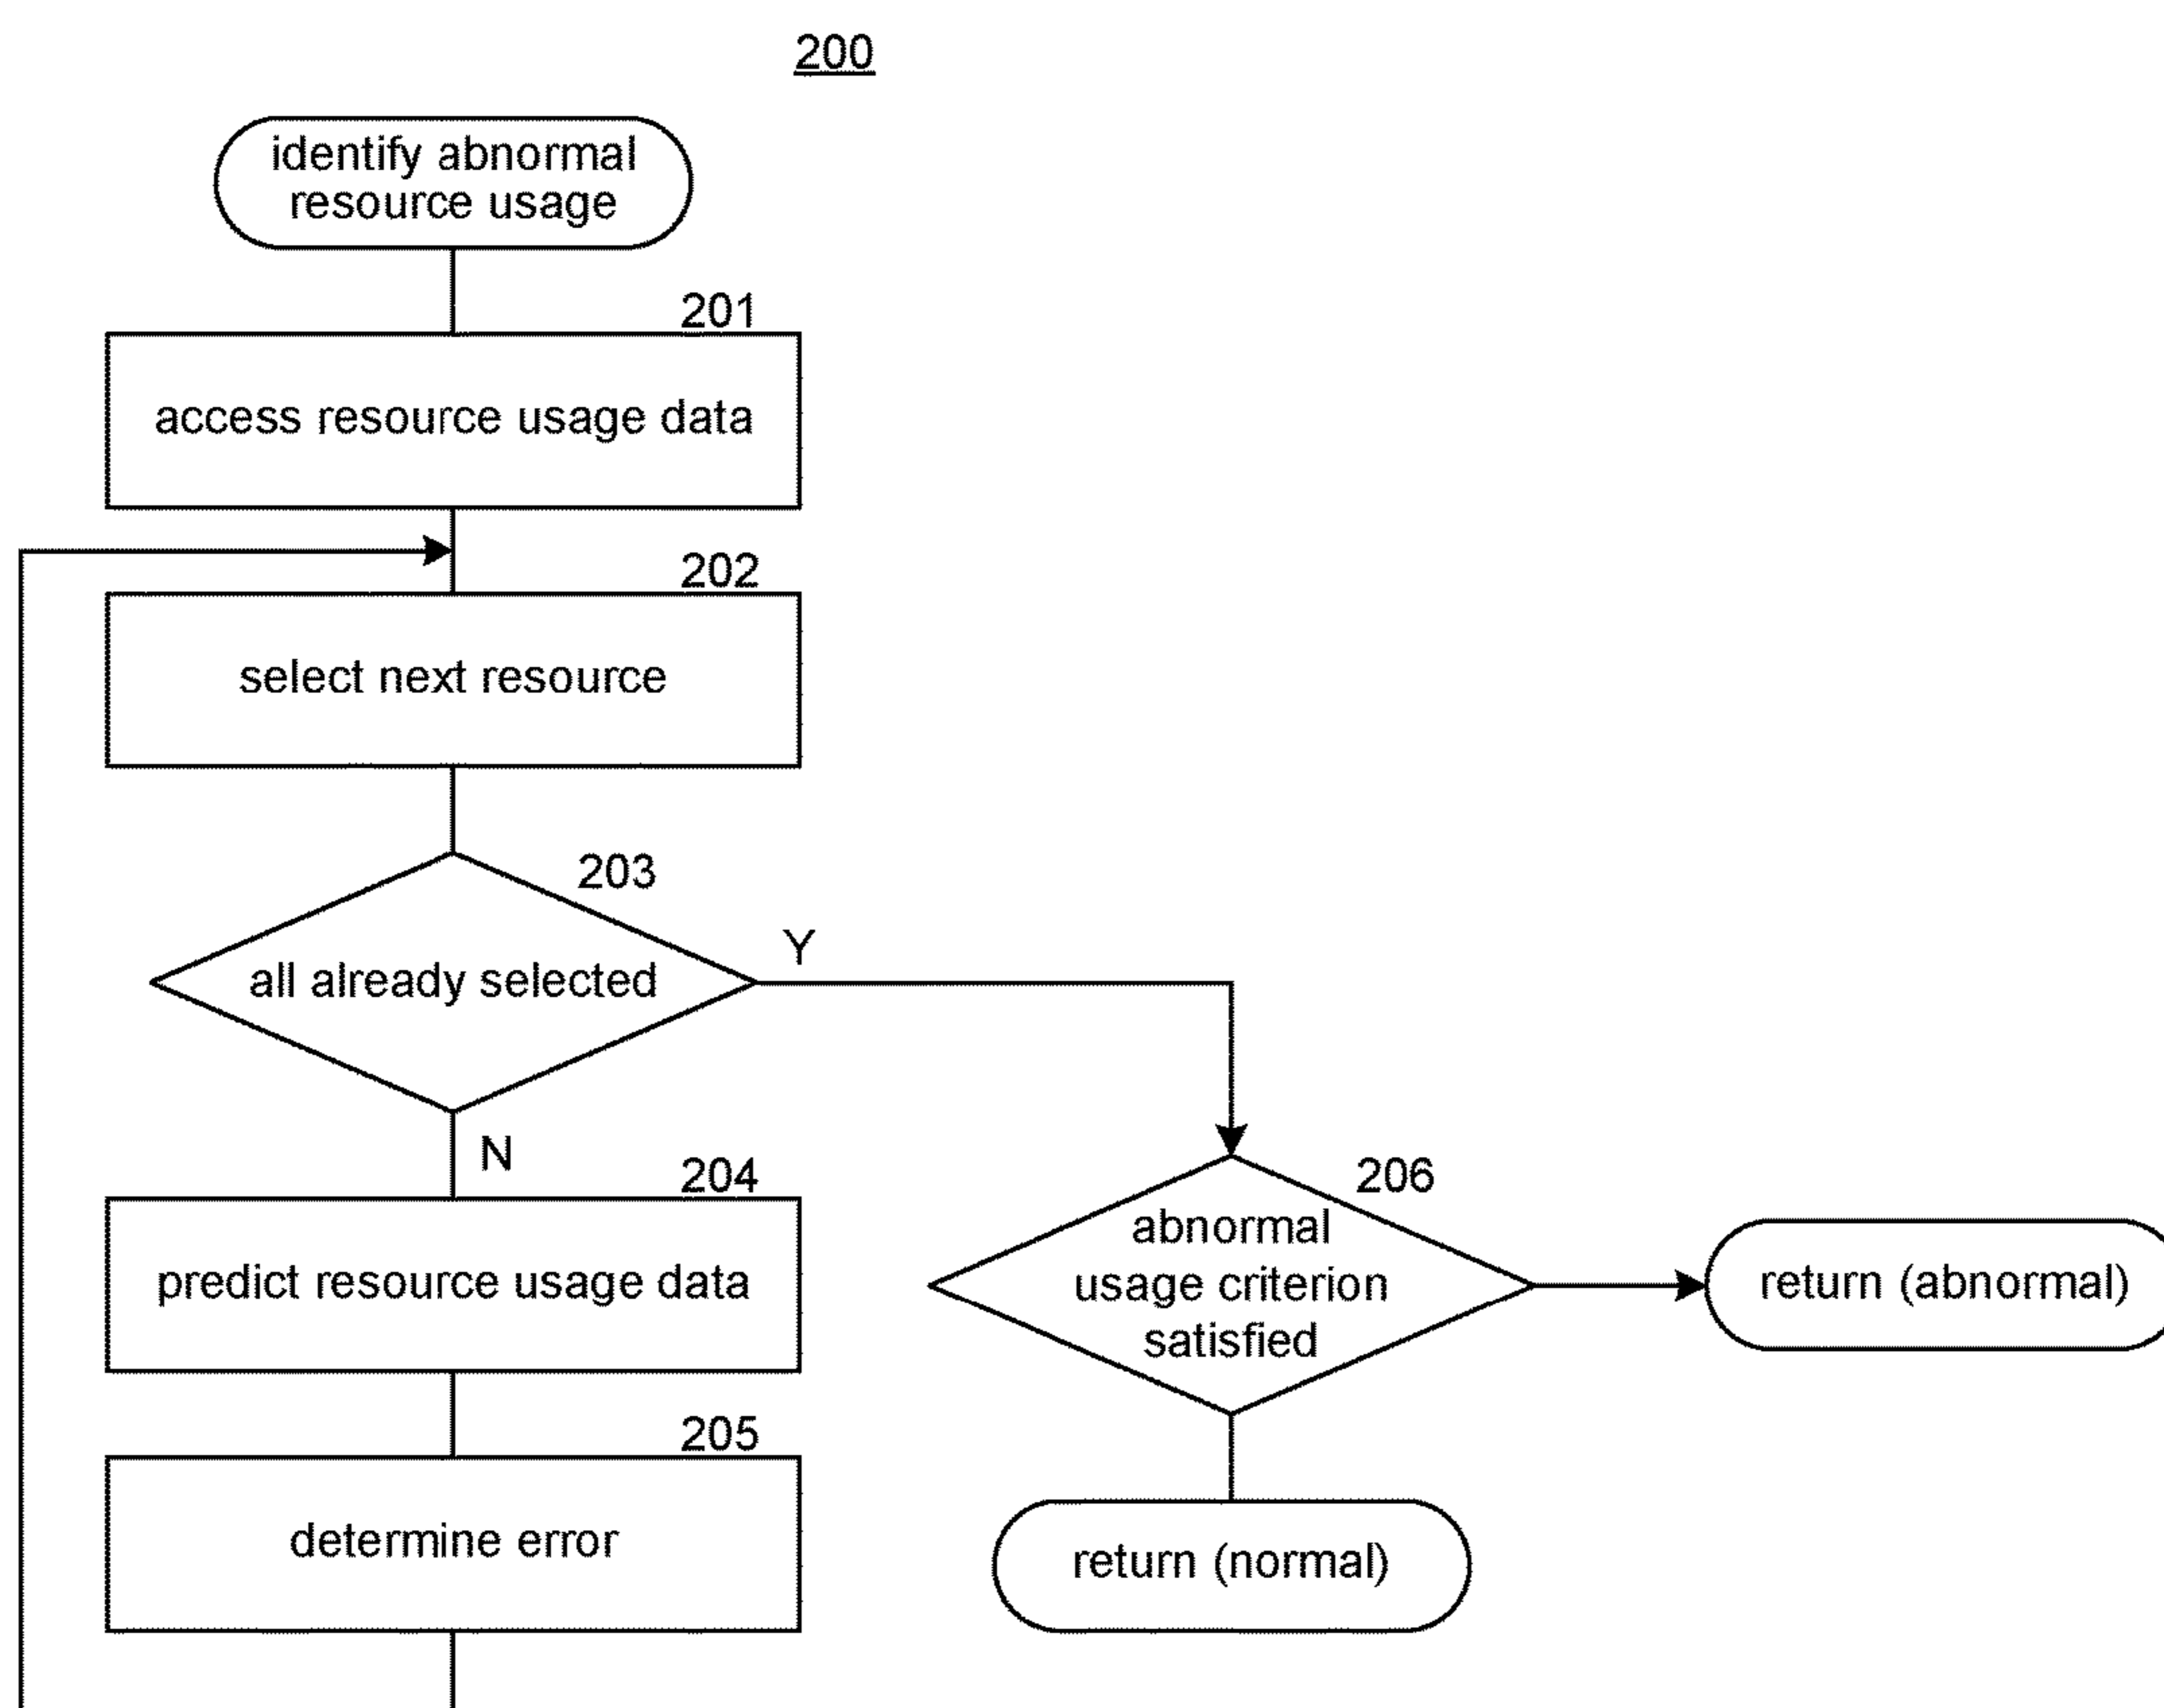 200
identify abnormal
resource usage
201
access resource usage data
202
select next resource
203
all already selected
Y
N
204
predict resource usage data
205
determine error
206
abnormal
usage criterion
satisfied
return (abnormal)
return (normal)